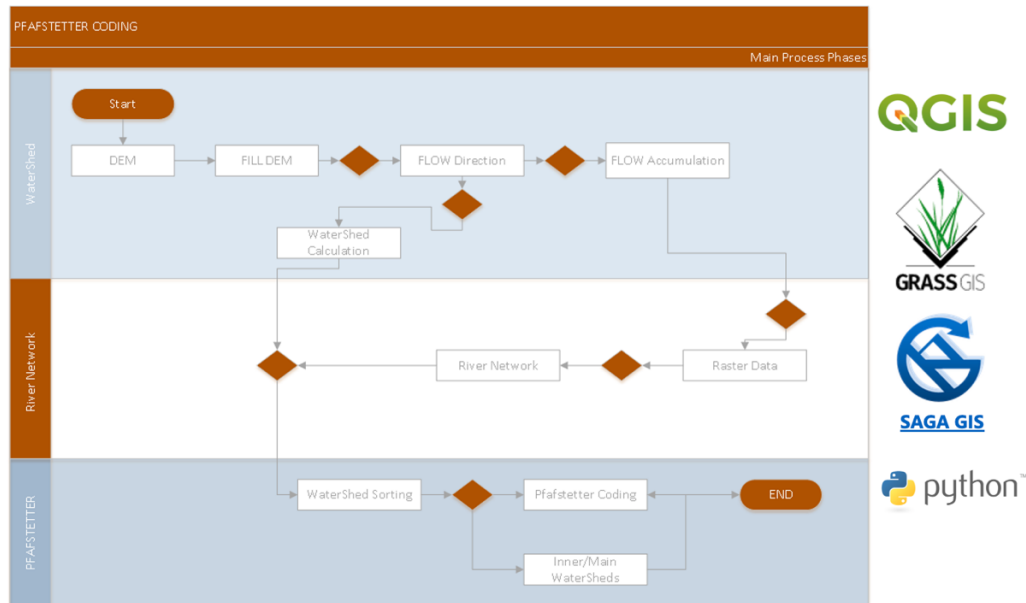 PFAFSTETTER CODING
Main Process Phases
WaterShed
Start
DEM
FILL DEM
FLOW Direction
FLOW Accumulation
WaterShed
Calculation
River Network
River Network
Raster Data
PFAFSTETTER
WaterShed Sorting
Pfafstetter Coding
END
Inner/Main
WaterSheds
QGIS
GRASS GIS
SAGA GIS
python™